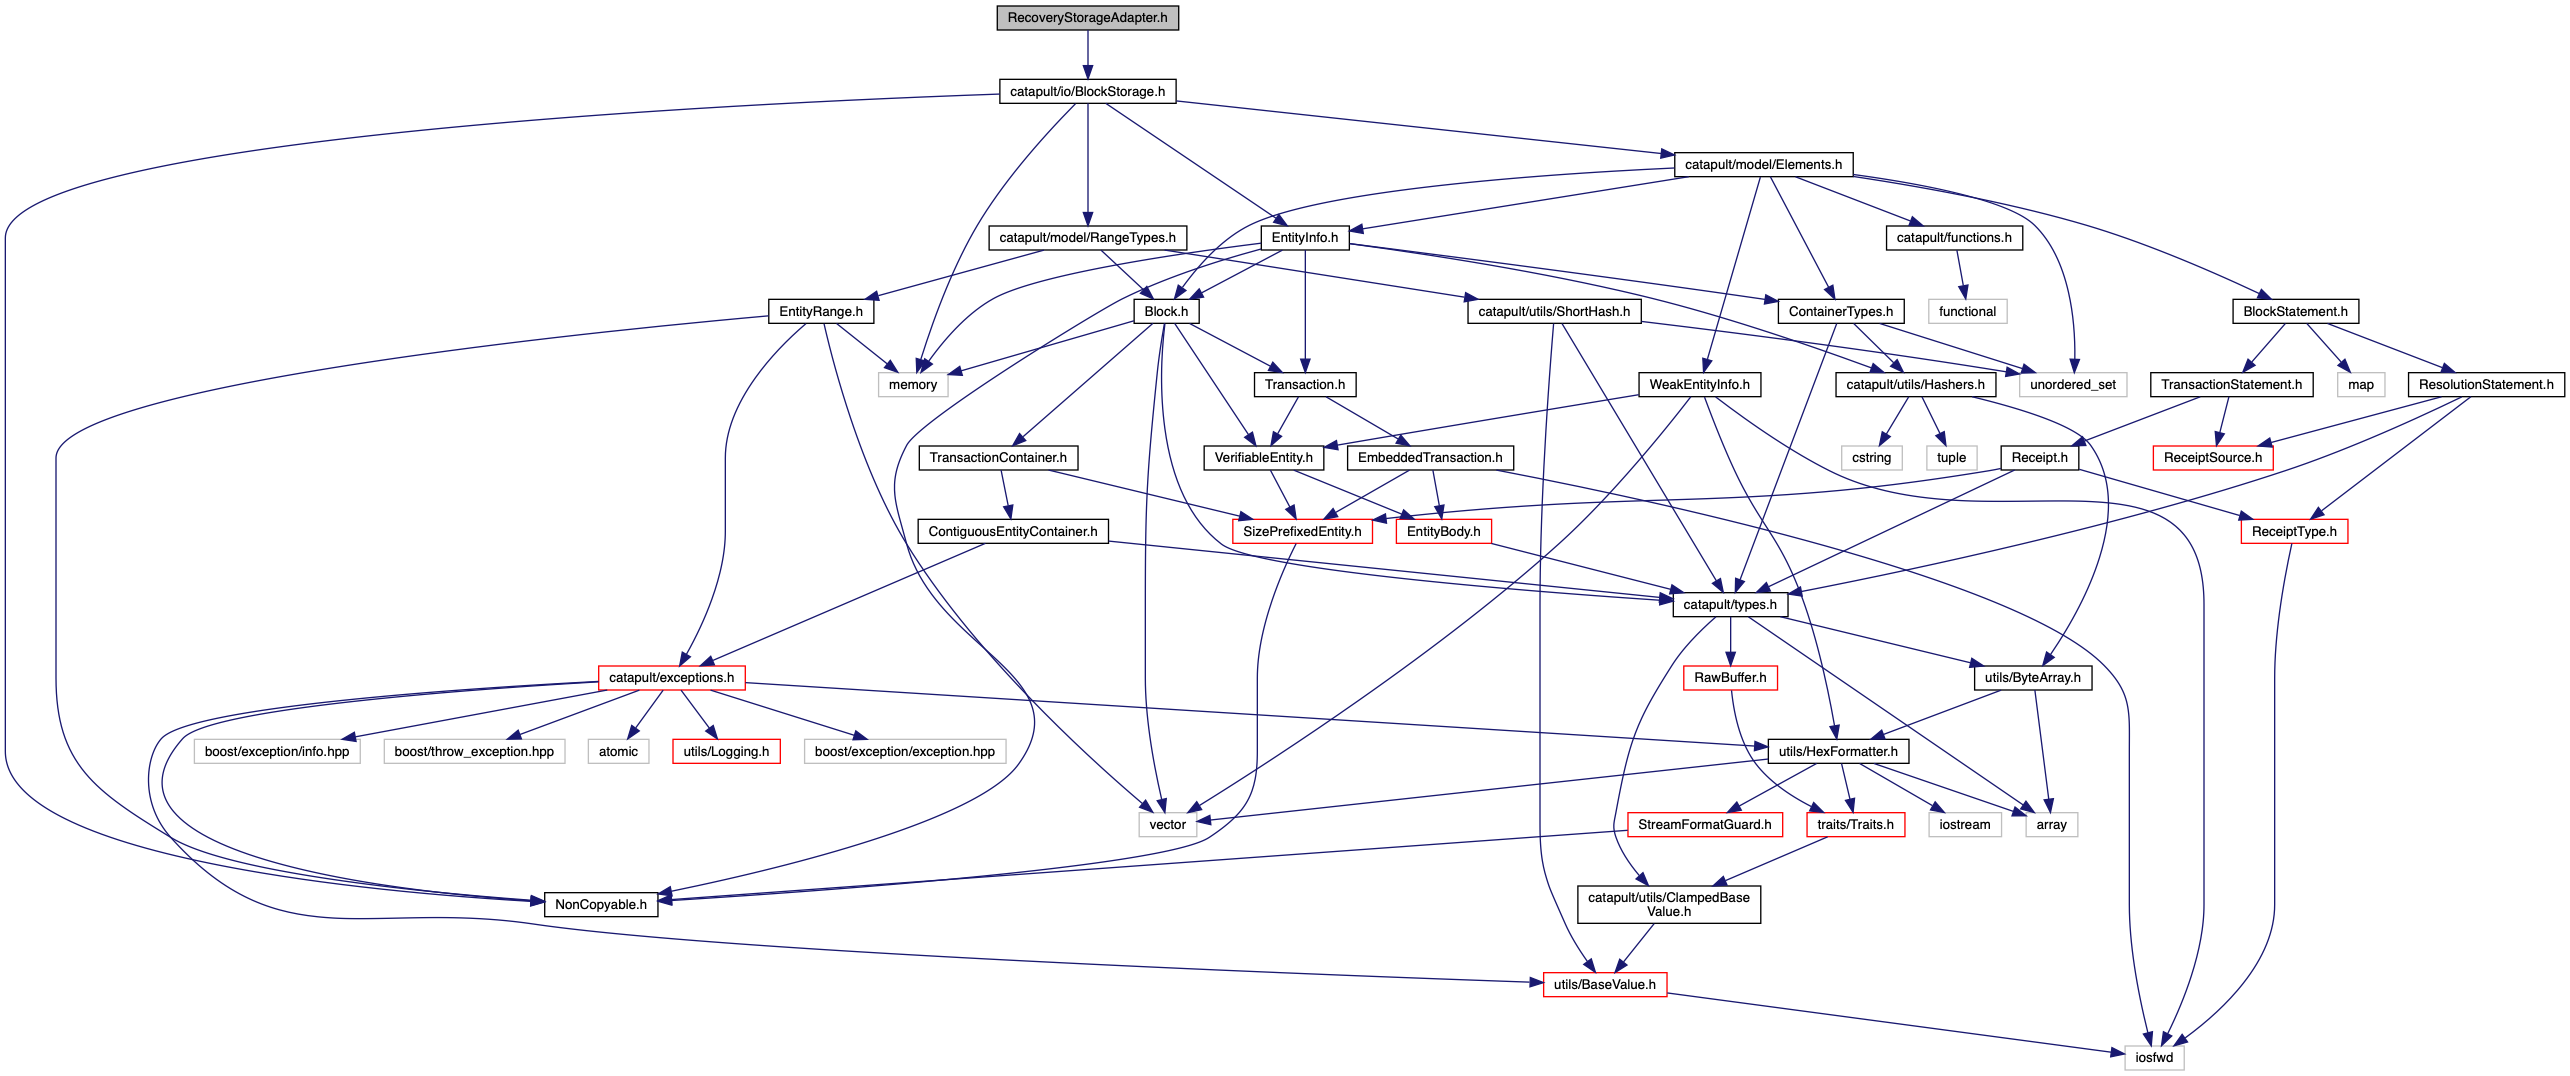 RecoveryStorageAdapter.h
catapult/io/BlockStorage.h
catapult/model/Elements.h
catapult/model/RangeTypes.h
EntityInfo.h
catapult/functions.h
EntityRange.h
Block.h
catapult/utils/ShortHash.h
ContainerTypes.h
functional
BlockStatement.h
memory
Transaction.h
WeakEntityInfo.h
catapult/utils/Hashers.h
unordered_set
TransactionStatement.h
map
ResolutionStatement.h
TransactionContainer.h
VerifiableEntity.h
EmbeddedTransaction.h
cstring
tuple
Receipt.h
ReceiptSource.h
ContiguousEntityContainer.h
SizePrefixedEntity.h
EntityBody.h
ReceiptType.h
catapult/types.h
catapult/exceptions.h
RawBuffer.h
utils/ByteArray.h
boost/exception/info.hpp
boost/throw_exception.hpp
atomic
utils/Logging.h
boost/exception/exception.hpp
utils/HexFormatter.h
vector
StreamFormatGuard.h
traits/Traits.h
iostream
array
NonCopyable.h
catapult/utils/ClampedBase
Value.h
utils/BaseValue.h
iosfwd